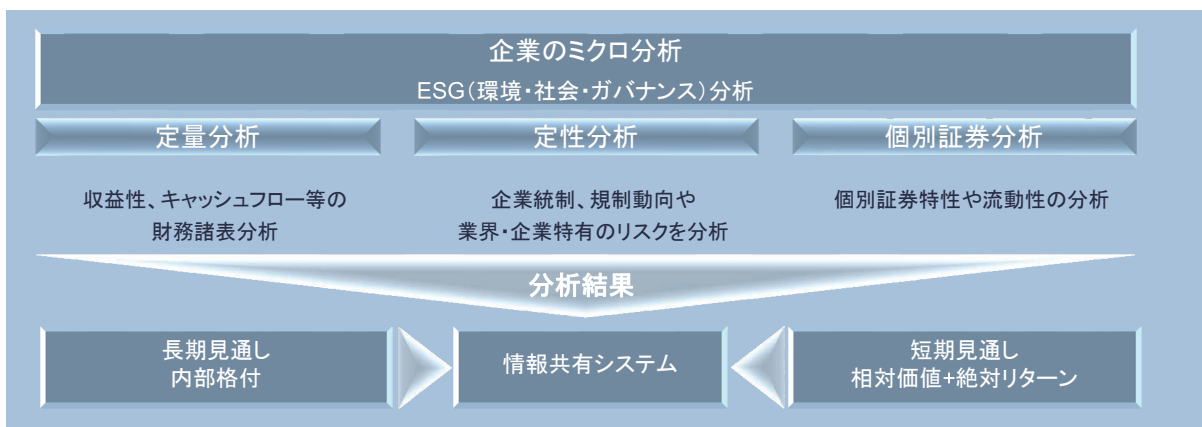 企業のミクロ分析
ESG(環境・社会・ガバナンス)分析
定量分析
定性分析
個別証券分析
収益性、キャッシュフロー等の
財務諸表分析
企業統制、規制動向や
業界・企業特有のリスクを分析
個別証券特性や流動性の分析
分析結果
長期見通し
内部格付
情報共有システム
短期見通し
相対価値+絶対リターン